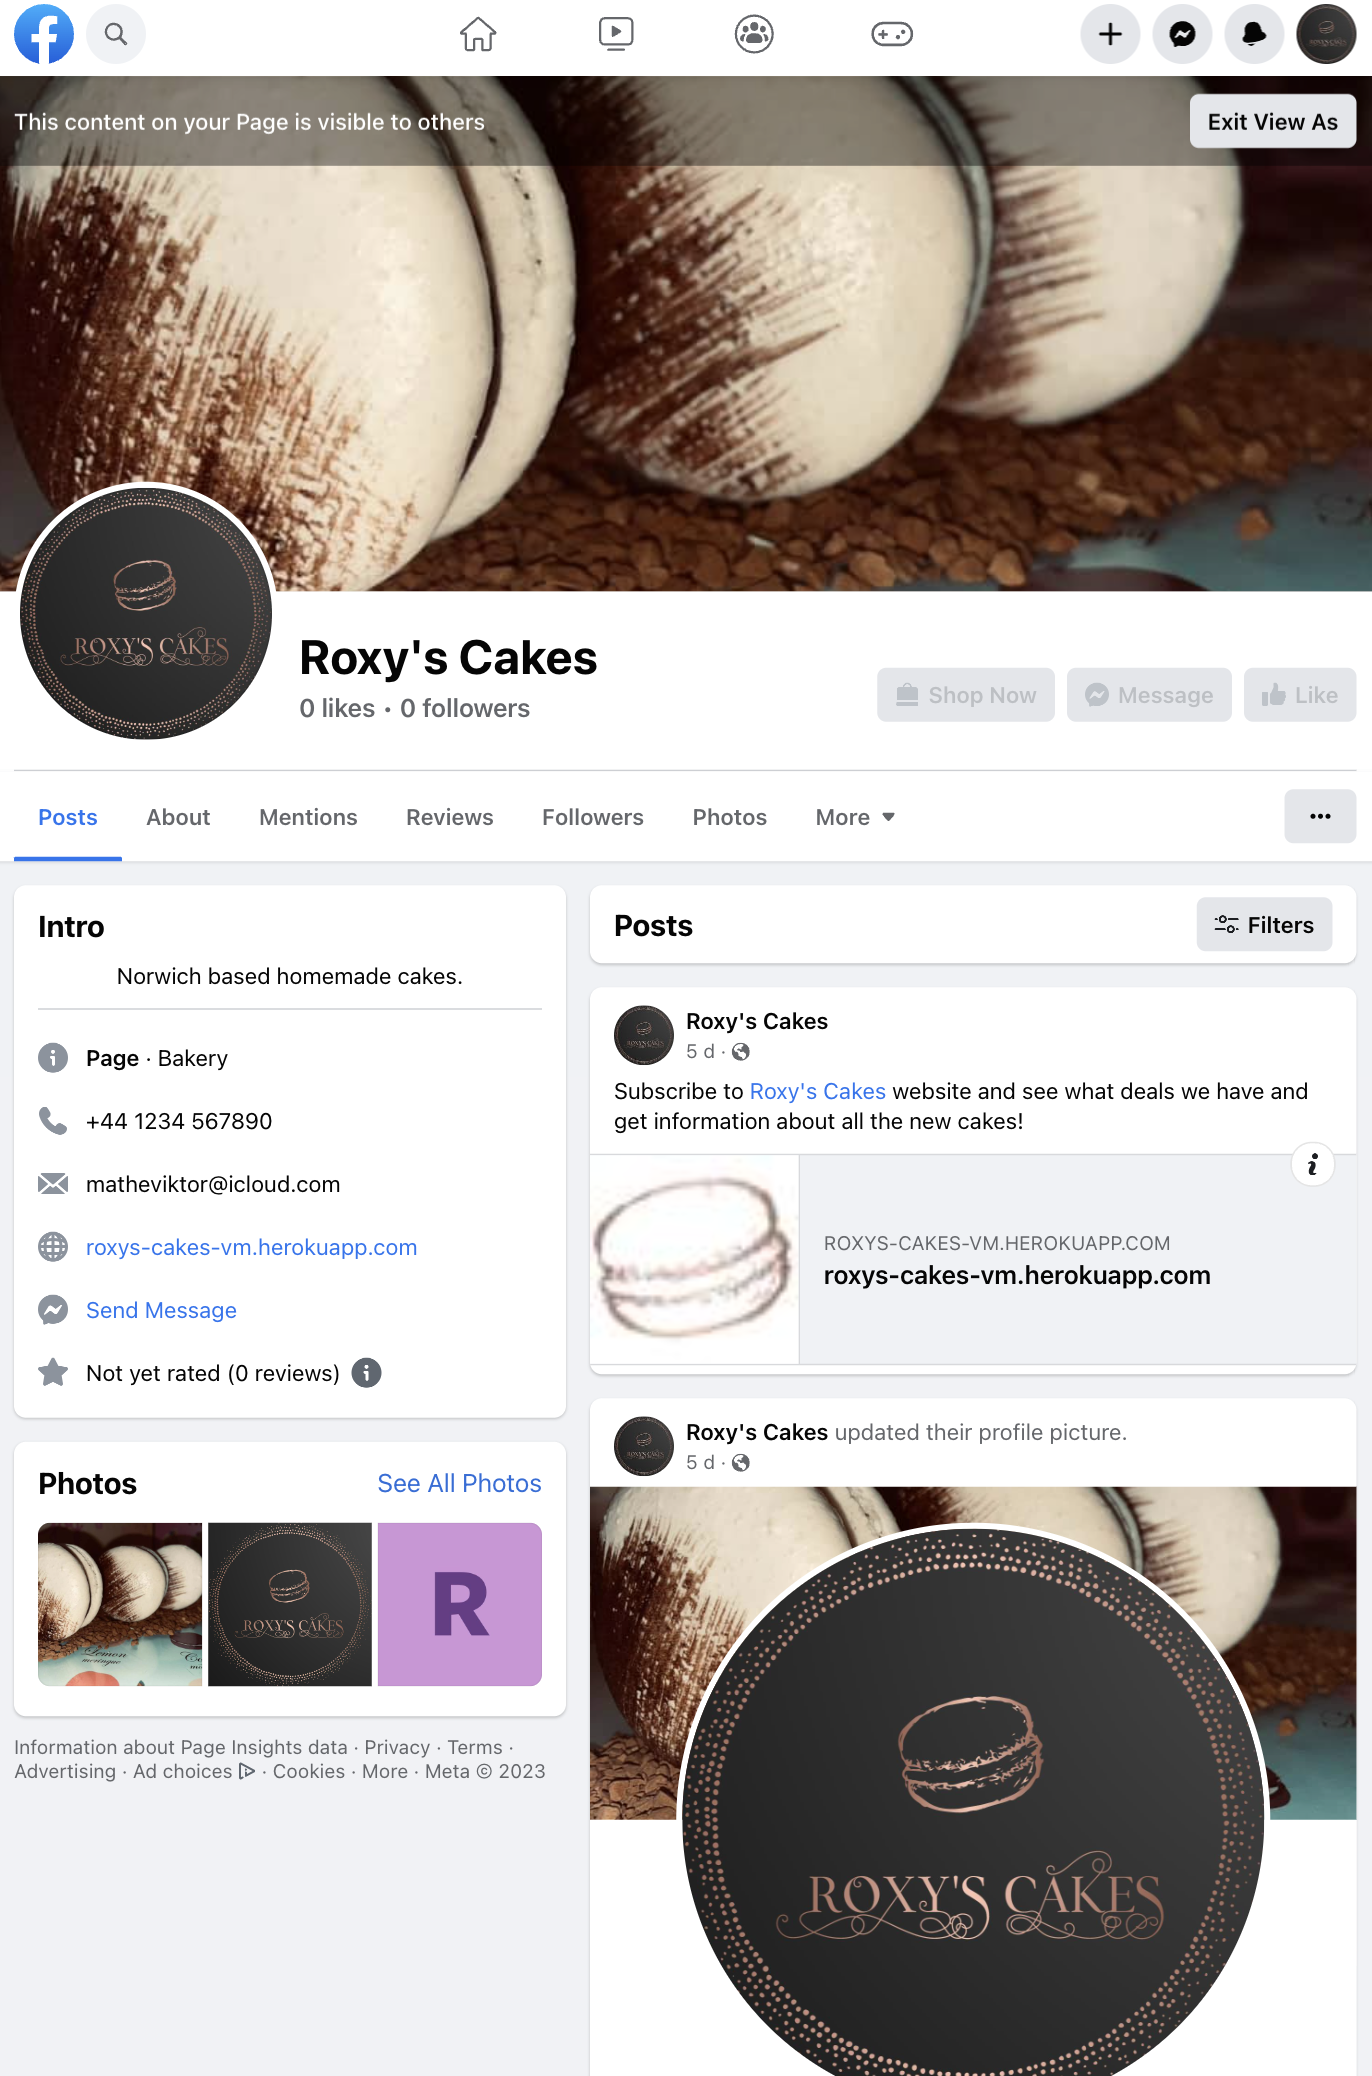 This content on your Page is visible to others
Exit View As
ROXY'S CAKES
Roxy's Cakes
0 likes • 0 followers
Shop Now
Message
Like
Posts
About
Mentions
Reviews
Followers
Photos
More
Intro
Norwich based homemade cakes.
Page · Bakery
+44 1234 567890
matheviktor@icloud.com
roxys-cakes-vm.herokuapp.com
Send Message
Not yet rated (0 reviews)
Photos
See All Photos
Lemon
meringue
ROXY'S CAKES
R
Information about Page Insights data · Privacy · Terms ·
Advertising · Ad choices · Cookies · More · Meta © 2023
Posts
Filters
ROXY'S CAKES
Roxy's Cakes
5 d ·
Subscribe to Roxy's Cakes website and see what deals we have and
get information about all the new cakes!
ROXYS-CAKES-VM.HEROKUAPP.COM
roxys-cakes-vm.herokuapp.com
ROXY'S CAKES
Roxy's Cakes updated their profile picture.
5 d ·
ROXY'S CAKES